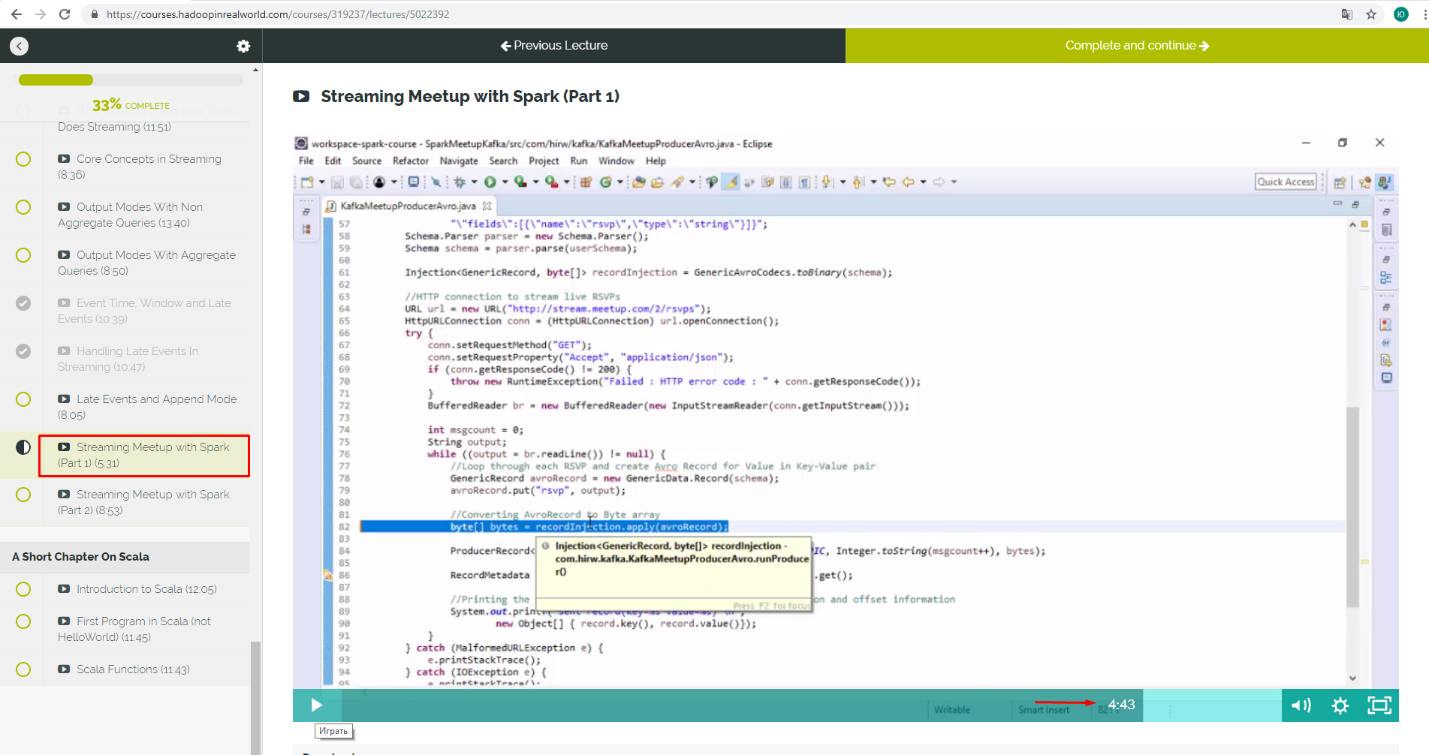 https://courses.hadoopinrealworld.com/courses/319237/lectures/5022392
Ю
Previous Lecture
Complete and continue
33% COMPLETE
Does Streaming (11:51)
Core Concepts in Streaming
(8:36)
Output Modes With Non
Aggregate Queries (13:40)
Output Modes With Aggregate
Queries (8:50)
Event Time, Window and Late
Events (10:39)
Handling Late Events In
Streaming (10:47)
Late Events and Append Mode
(8:05)
Streaming Meetup with Spark
(Part 1) (5:31)
Streaming Meetup with Spark
(Part 2) (8:53)
A Short Chapter On Scala
Introduction to Scala (12:05)
First Program in Scala (not
HelloWorld) (11:45)
Scala Functions (11:43)
Streaming Meetup with Spark (Part 1)
workspace-spark-course - SparkMeetupKafka/src/com/hirw/kafka/KafkaMeetupProducerAvro.java - Eclipse
File Edit Source Refactor Navigate Search Project Run Window Help
Quick Access
KafkaMeetupProducerAvro.java
57 "\"fields\":[{\"name\":\"rsvp\",\"type\":\"string\"}]}";
58 Schema.Parser parser = new Schema.Parser();
59 Schema schema = parser.parse(userSchema);
60
61 Injection<GenericRecord, byte[]> recordInjection = GenericAvroCodecs.toBinary(schema);
62
63 //HTTP connection to stream live RSVPs
64 URL url = new URL("http://stream.meetup.com/2/rsvps");
65 HttpURLConnection conn = (HttpURLConnection) url.openConnection();
66 try {
67 conn.setRequestMethod("GET");
68 conn.setRequestProperty("Accept", "application/json");
69 if (conn.getResponseCode() != 200) {
70 throw new RuntimeException("Failed : HTTP error code : " + conn.getResponseCode());
71 }
72 BufferedReader br = new BufferedReader(new InputStreamReader(conn.getInputStream()));
73
74 int msgcount = 0;
75 String output;
76 while ((output = br.readLine()) != null) {
77 //Loop through each RSVP and create Avro Record for Value in Key-Value pair
78 GenericRecord avroRecord = new GenericData.Record(schema);
79 avroRecord.put("rsvp", output);
80
81 //Converting AvroRecord to Byte array
82 byte[] bytes = recordInjection.apply(avroRecord);
83
Injection<GenericRecord, byte[]> recordInjection -
84 ProducerRecord< IC, Integer.toString(msgcount++), bytes);
com.hirw.kafka.KafkaMeetupProducerAvro.runProduce
r()
85
86 RecordMetadata .get();
87
88 //Printing the on and offset information
Press 'F2' for focus
89 System.out.printf(
90 new Object[] { record.key(), record.value()});
91 }
92 } catch (MalformedURLException e) {
93 e.printStackTrace();
94 } catch (IOException e) {
95 e.printStackTrace();
4:43
Writable
Smart Insert
Играть